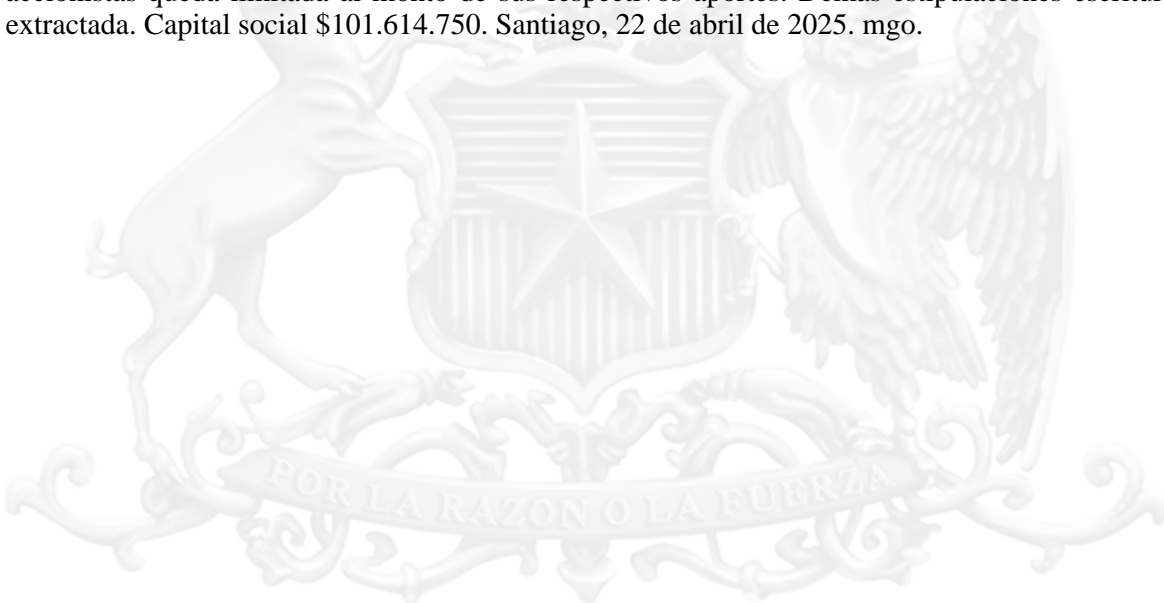 accionistas queda limitada al monto de sus respectivos aportes. Demás estipulaciones escritura
extractada. Capital social $101.614.750. Santiago, 22 de abril de 2025. mgo.
POR LA RAZON O LA FUERZA